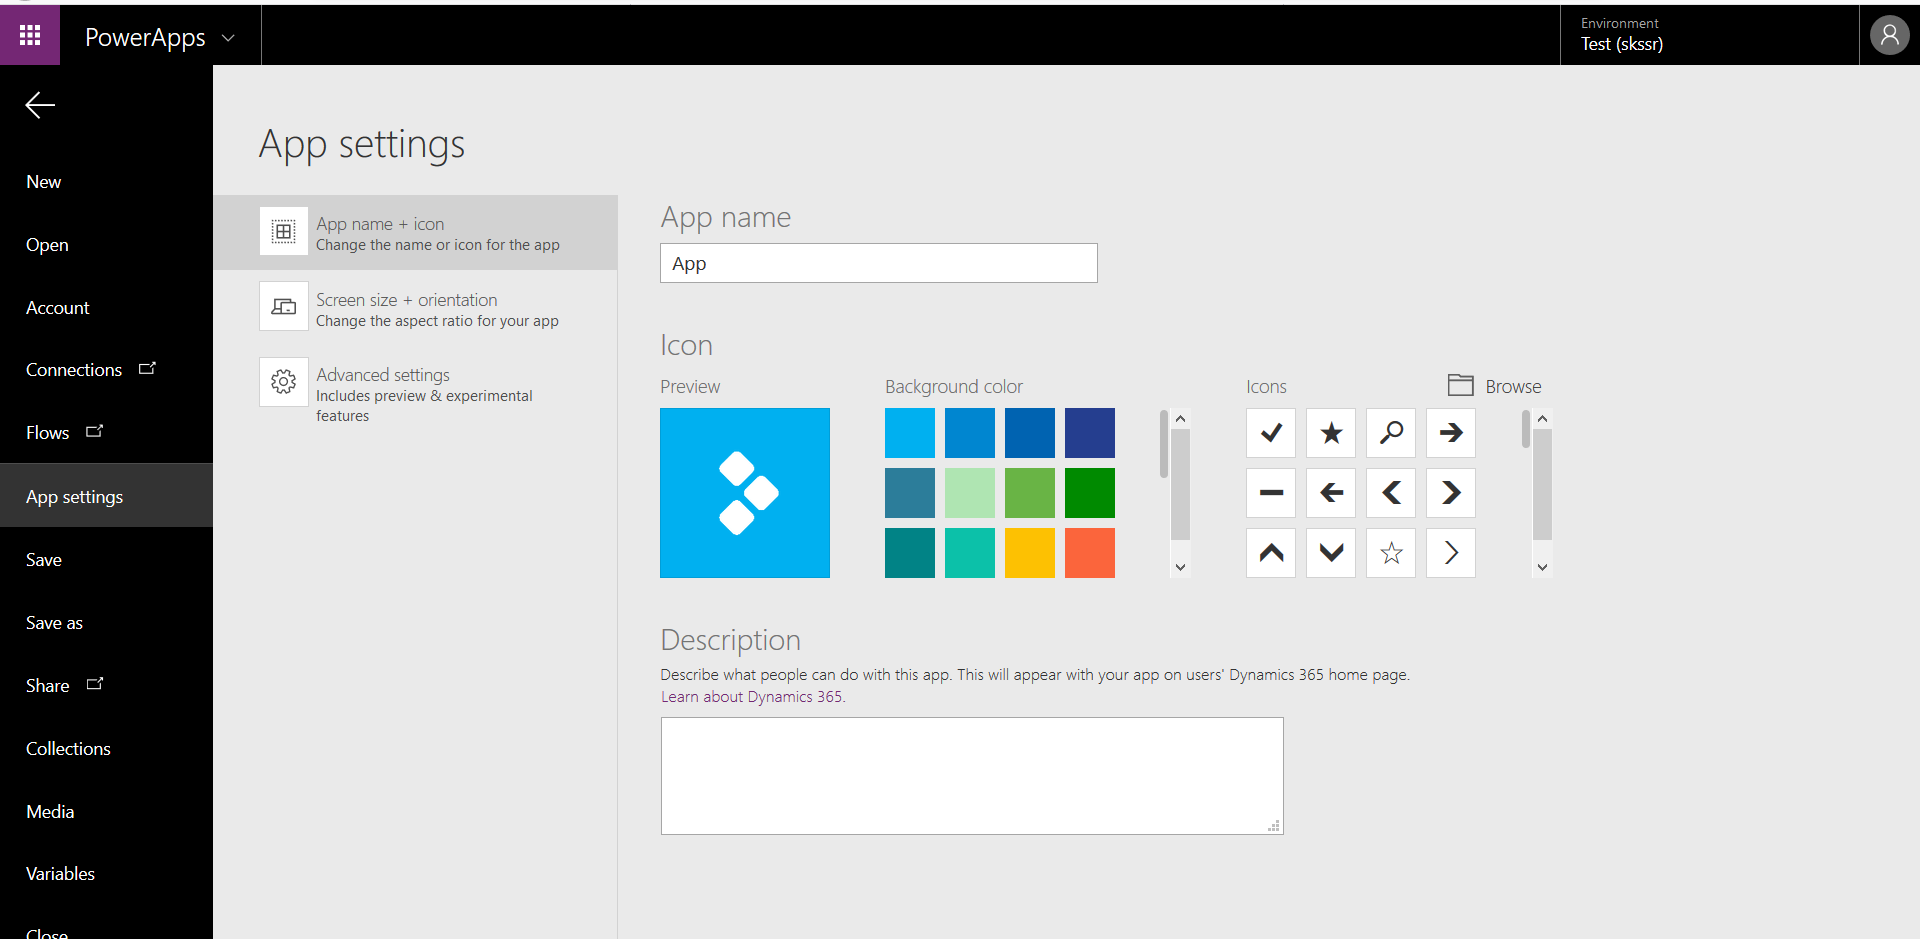 PowerApps
Environment
Test (skssr)
New
Open
Account
Connections
Flows
App settings
Save
Save as
Share
Collections
Media
Variables
Close
App settings
App name + icon
Change the name or icon for the app
Screen size + orientation
Change the aspect ratio for your app
Advanced settings
Includes preview & experimental
features
App name
App
Icon
Preview
Background color
Icons
Browse
Description
Describe what people can do with this app. This will appear with your app on users' Dynamics 365 home page.
Learn about Dynamics 365.